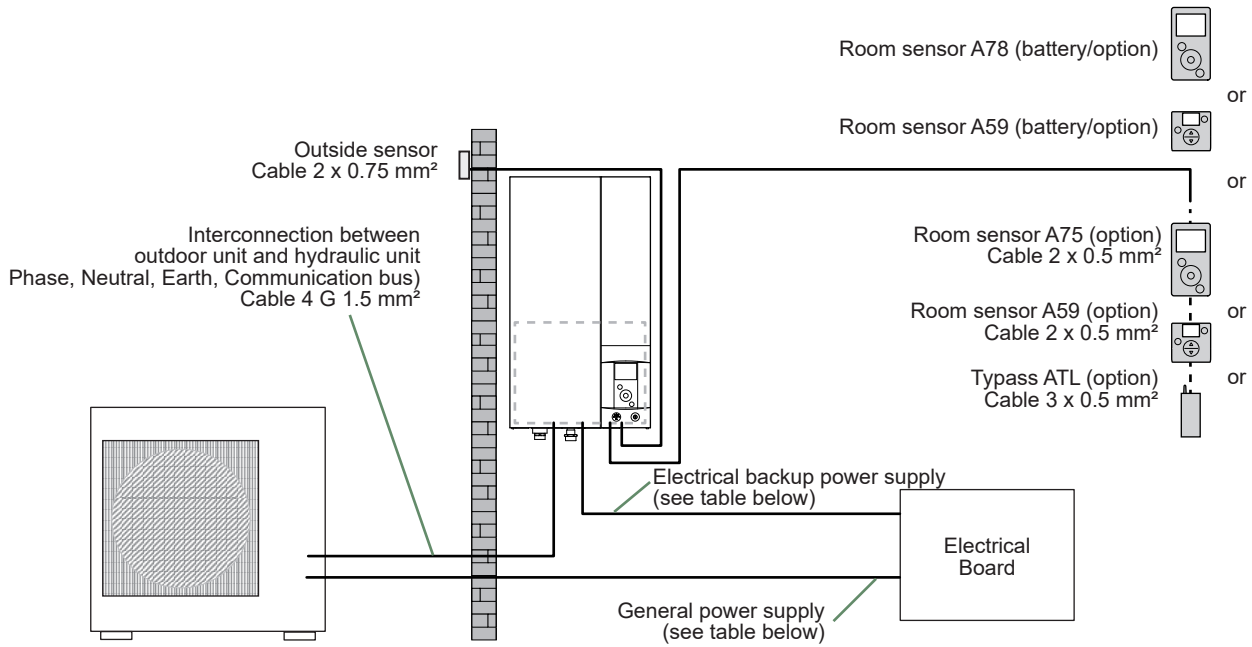 Room sensor A78 (battery/option)
or
Room sensor A59 (battery/option)
or
Outside sensor
Cable 2 x 0.75 mm²
Interconnection between
outdoor unit and hydraulic unit
Phase, Neutral, Earth, Communication bus)
Cable 4 G 1.5 mm²
Room sensor A75 (option)
Cable 2 x 0.5 mm²
or
Room sensor A59 (option)
Cable 2 x 0.5 mm²
or
Typass ATL (option)
Cable 3 x 0.5 mm²
Electrical backup power supply
(see table below)
Electrical
Board
General power supply
(see table below)